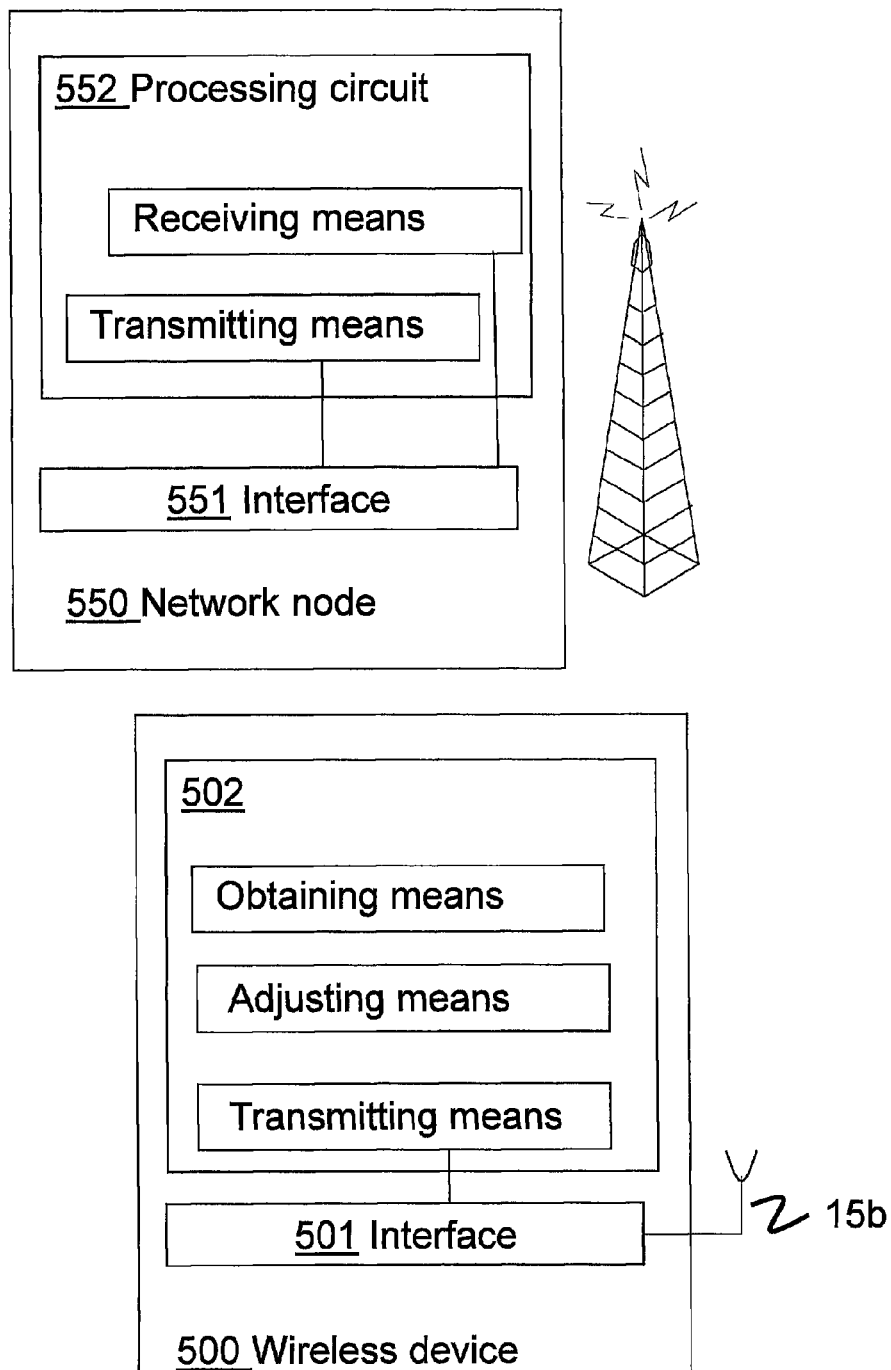 552 Processing circuit
Receiving means
Transmitting means
551 Interface
550 Network node
502
Obtaining means
Adjusting means
Transmitting means
501 Interface
15b
500 Wireless device